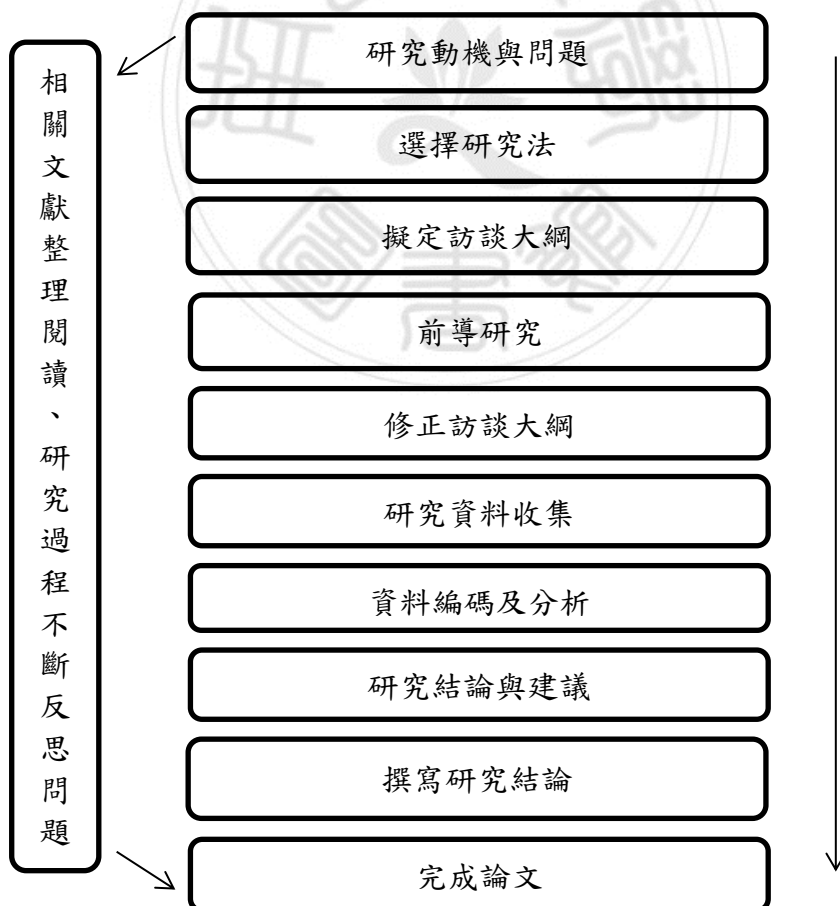 研究動機與問題
相關文獻整理閱讀、研究過程不斷反思問題
選擇研究法
擬定訪談大綱
前導研究
修正訪談大綱
研究資料收集
資料編碼及分析
研究結論與建議
撰寫研究結論
完成論文